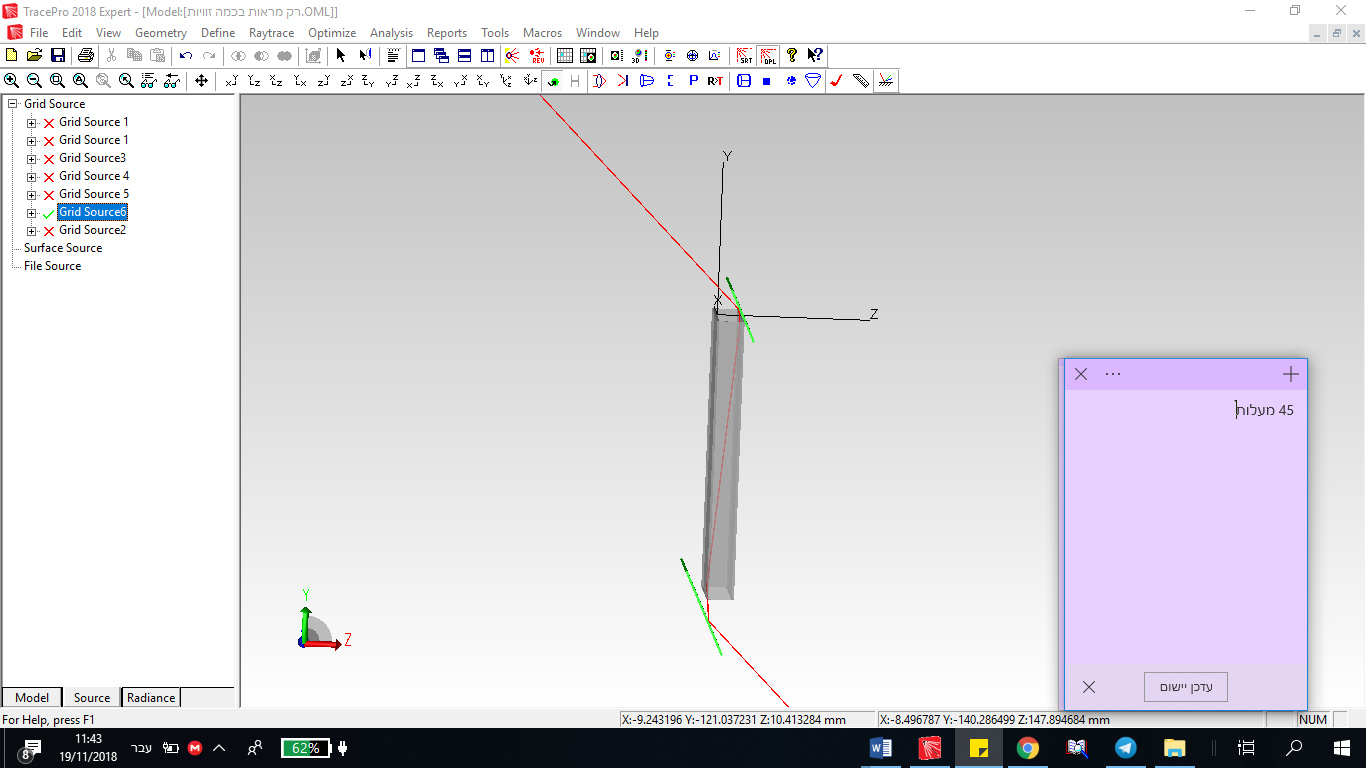 TracePro 2018 Expert - [Model:[רק מראות בכמה זוויות.OML]]
File Edit View Geometry Define Raytrace Optimize Analysis Reports Tools Macros Window Help
Grid Source
Grid Source 1
Grid Source 1
Grid Source3
Grid Source 4
Grid Source 5
Grid Source6
Grid Source2
Surface Source
File Source
Y
X
Z
45 מעלות
עדכן יישום
Y
Z
Model Source Radiance
For Help, press F1
X:-9.243196 Y:-121.037231 Z:10.413284 mm
X:-8.496787 Y:-140.286499 Z:147.894684 mm
NUM
8
11:43
19/11/2018
עבר
62%